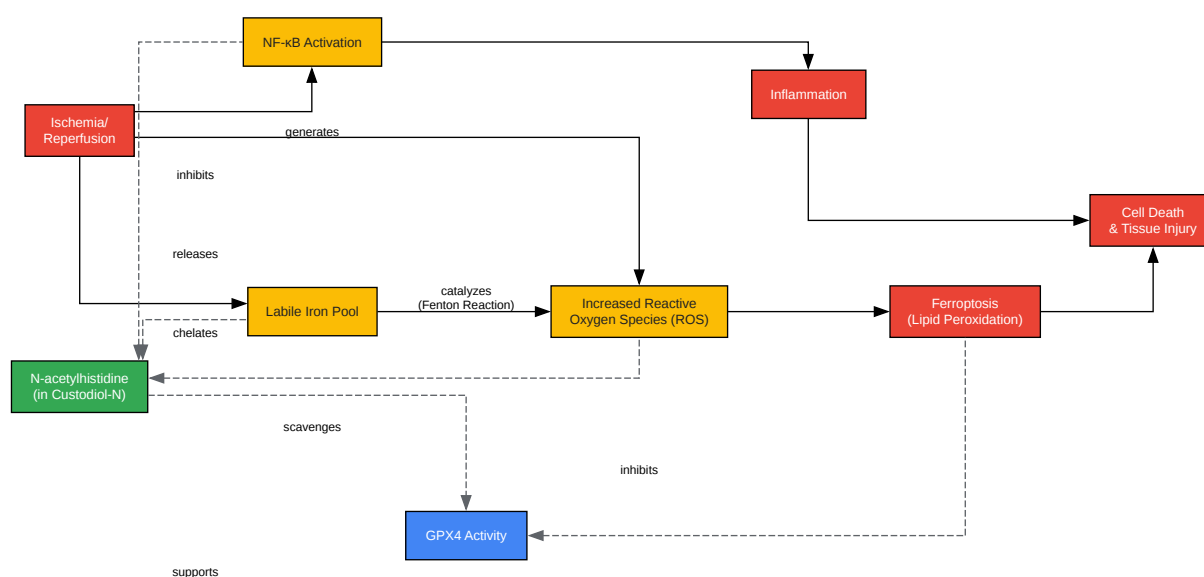 NF-κB Activation
Inflammation
Ischemia/
Reperfusion
generates
inhibits
Cell Death
& Tissue Injury
releases
catalyzes
(Fenton Reaction)
Labile Iron Pool
Increased Reactive
Oxygen Species (ROS)
Ferroptosis
(Lipid Peroxidation)
chelates
N-acetylhistidine
(in Custodiol-N)
scavenges
inhibits
GPX4 Activity
supports